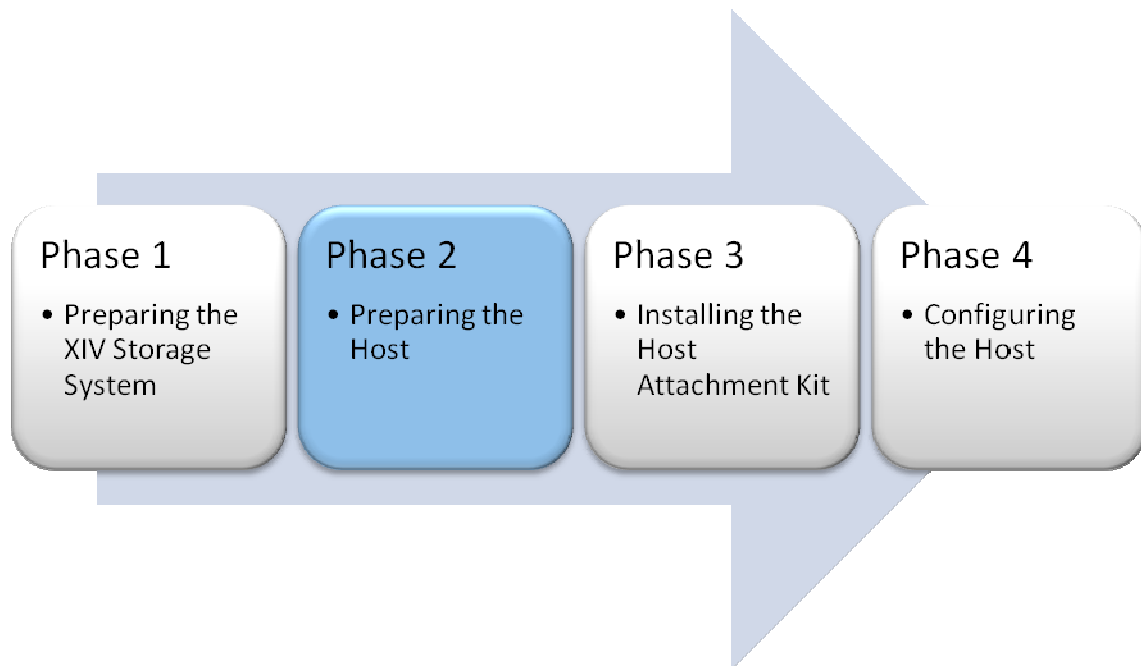 Phase 1
• Preparing the
XIV Storage
System
Phase 2
• Preparing the
Host
Phase 3
• Installing the
Host
Attachment Kit
Phase 4
• Configuring
the Host